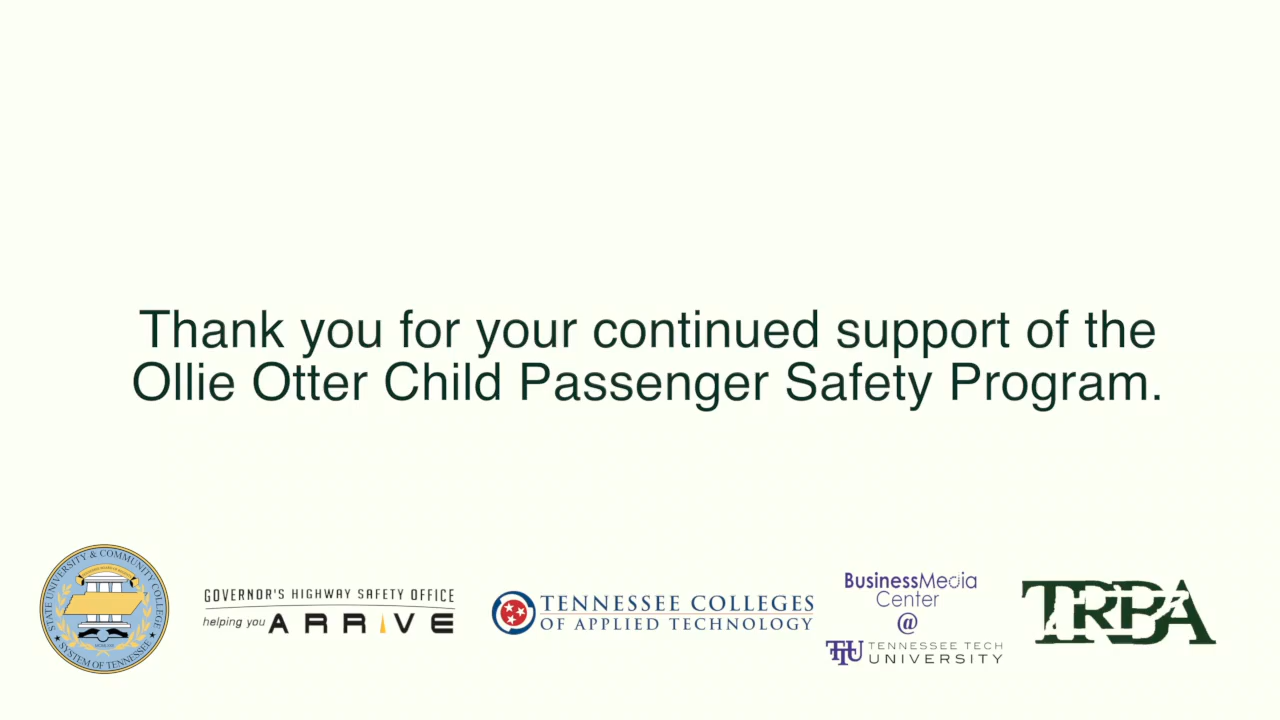 Thank you for your continued support of the
Ollie Otter Child Passenger Safety Program.
STATE UNIVERSITY & COMMUNITY COLLEGE
SYSTEM OF TENNESSEE
GOVERNOR'S HIGHWAY SAFETY OFFICE
helping you ARRIVE
TENNESSEE COLLEGES
OF APPLIED TECHNOLOGY
BusinessMedia
Center
@
TTU TENNESSEE TECH
UNIVERSITY
TRBA